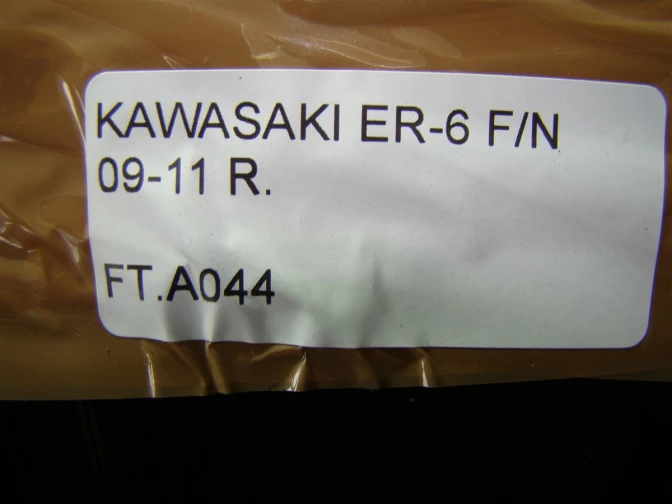 KAWASAKI ER-6 F/N
09-11 R.
FT.A044